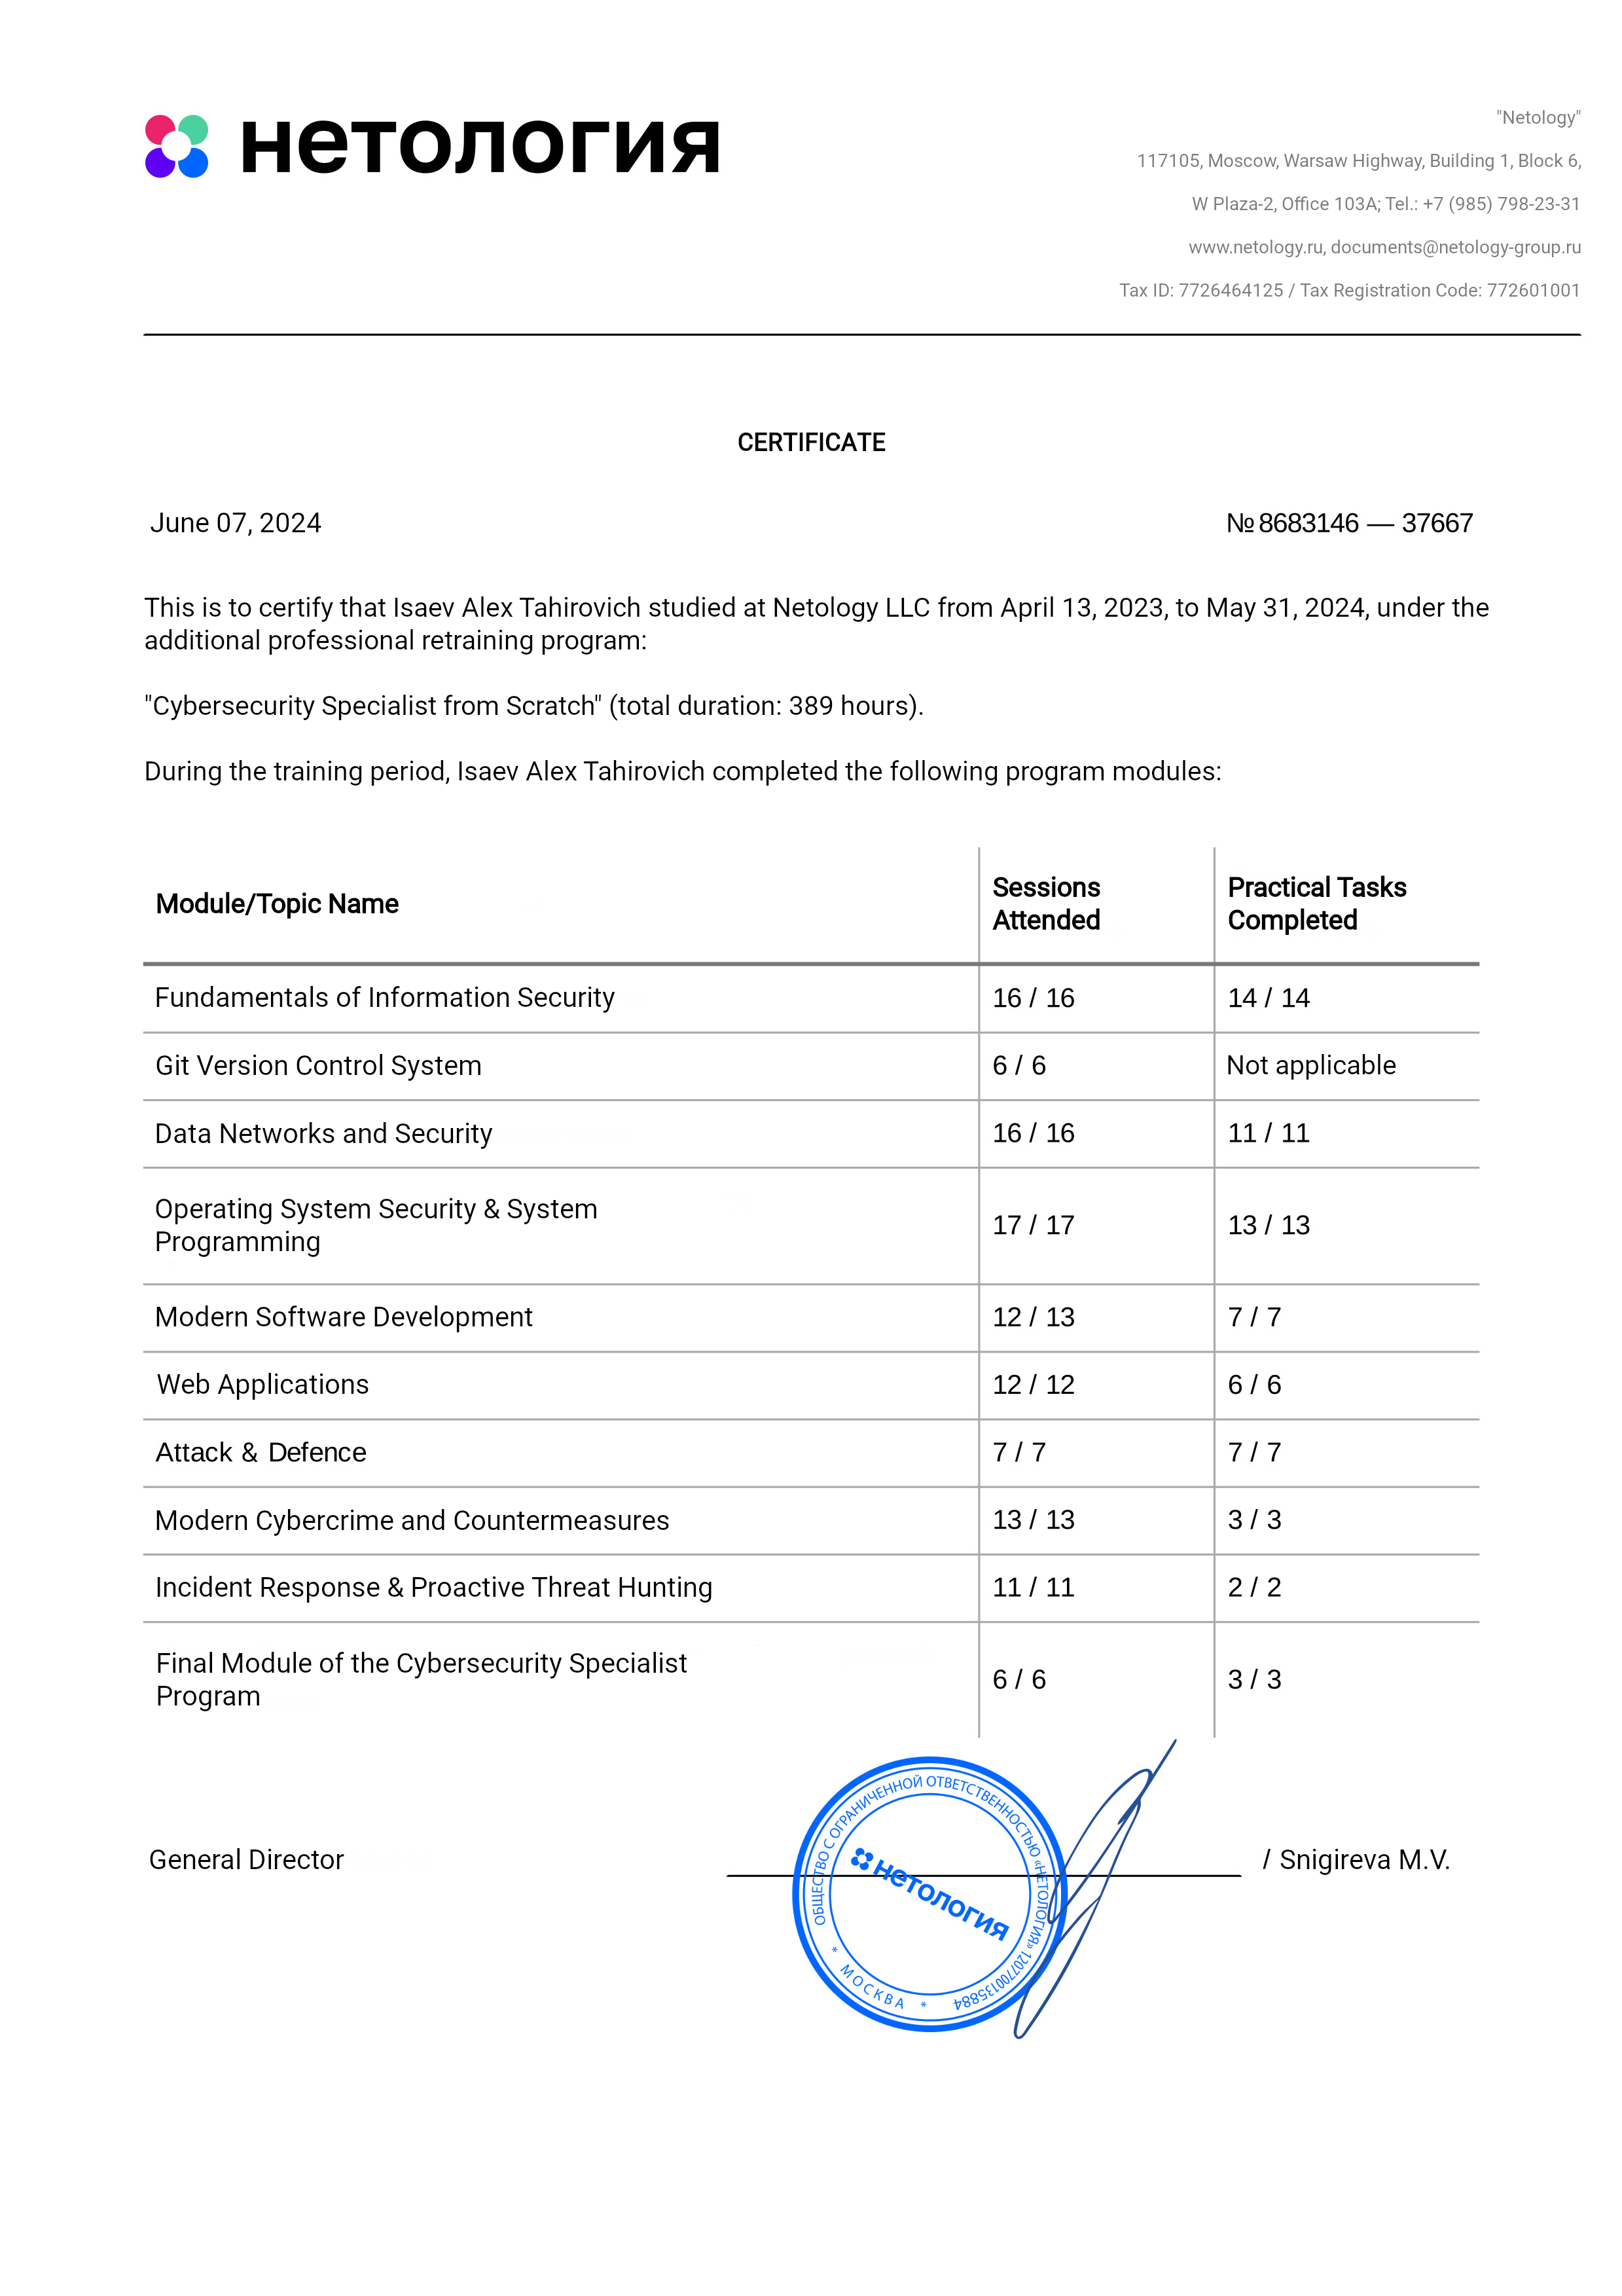 нетология
"Netology"
117105, Moscow, Warsaw Highway, Building 1, Block 6,
W Plaza-2, Office 103A; Tel.: +7 (985) 798-23-31
www.netology.ru, documents@netology-group.ru
Tax ID: 7726464125 / Tax Registration Code: 772601001
CERTIFICATE
June 07, 2024 №8683146 — 37667
This is to certify that Isaev Alex Tahirovich studied at Netology LLC from April 13, 2023, to May 31, 2024, under the
additional professional retraining program:
"Cybersecurity Specialist from Scratch" (total duration: 389 hours).
During the training period, Isaev Alex Tahirovich completed the following program modules:
Module/Topic Name
Sessions
Attended
Practical Tasks
Completed
Fundamentals of Information Security 16 / 16 14 / 14
Git Version Control System 6 / 6 Not applicable
Data Networks and Security 16 / 16 11 / 11
Operating System Security & System
Programming
17 / 17 13 / 13
Modern Software Development 12 / 13 7 / 7
Web Applications 12 / 12 6 / 6
Attack & Defence 7 / 7 7 / 7
Modern Cybercrime and Countermeasures 13 / 13 3 / 3
Incident Response & Proactive Threat Hunting 11 / 11 2 / 2
Final Module of the Cybersecurity Specialist
Program
6 / 6 3 / 3
General Director / Snigireva M.V.
ОБЩЕСТВО С ОГРАНИЧЕННОЙ ОТВЕТСТВЕННОСТЬЮ «НЕТОЛОГИЯ» 1207700135884
* МОСКВА *
нетология